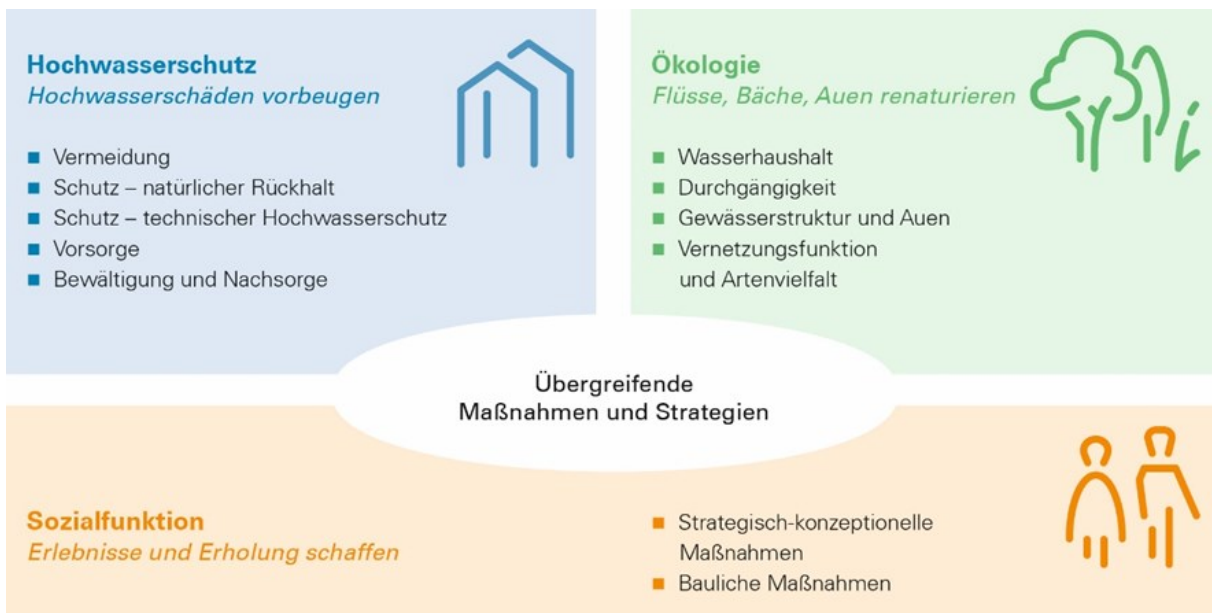 Hochwasserschutz
Hochwasserschäden vorbeugen
Vermeidung
Schutz – natürlicher Rückhalt
Schutz – technischer Hochwasserschutz
Vorsorge
Bewältigung und Nachsorge
Ökologie
Flüsse, Bäche, Auen renaturieren
Wasserhaushalt
Durchgängigkeit
Gewässerstruktur und Auen
Vernetzungsfunktion
und Artenvielfalt
Übergreifende
Maßnahmen und Strategien
Sozialfunktion
Erlebnisse und Erholung schaffen
Strategisch-konzeptionelle
Maßnahmen
Bauliche Maßnahmen